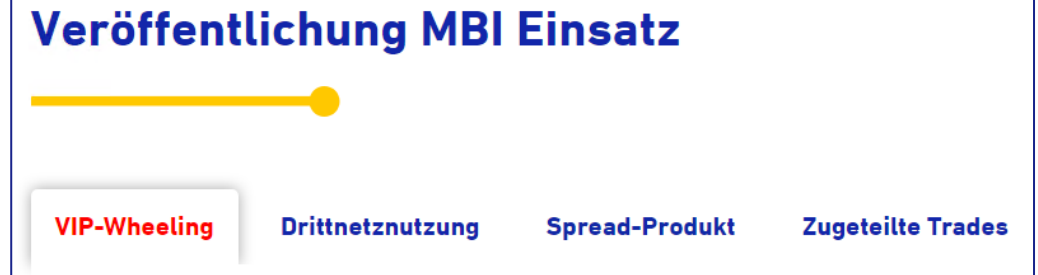 Veröffentlichung MBI Einsatz
VIP-Wheeling Drittnetznutzung Spread-Produkt Zugeteilte Trades